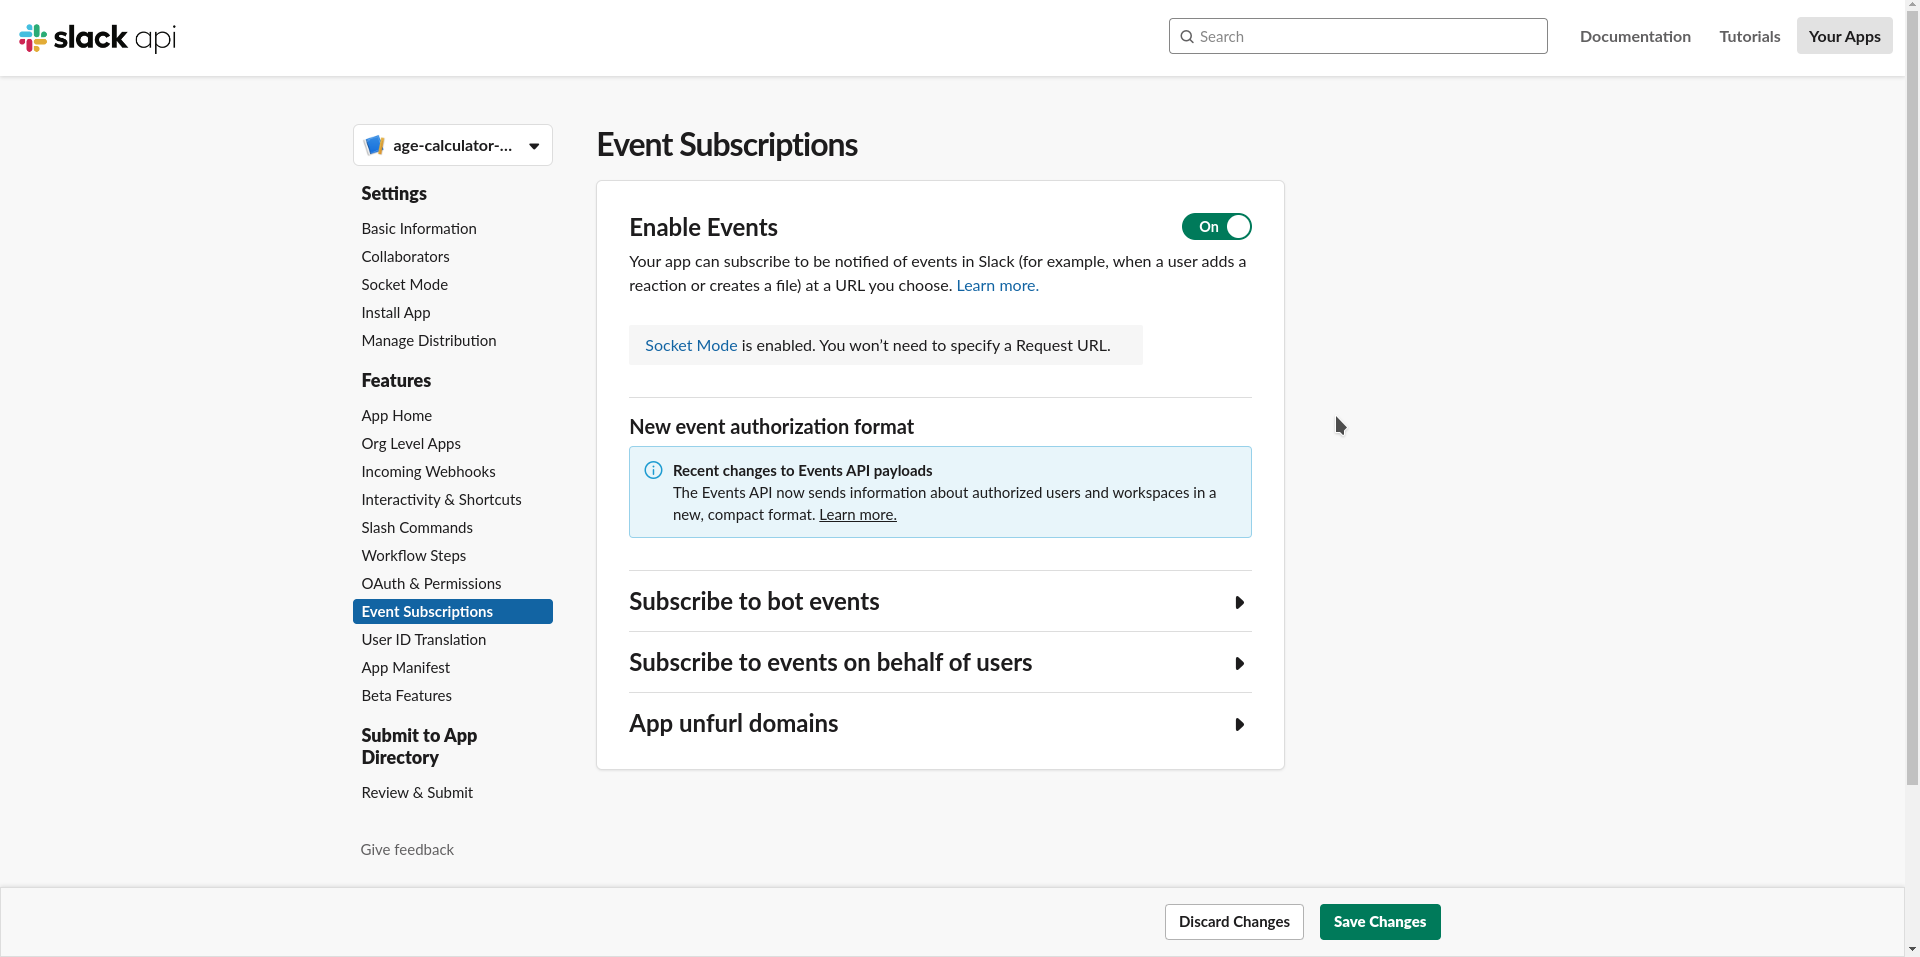 slack api
Search
Documentation
Tutorials
Your Apps
age-calculator-...
Settings
Basic Information
Collaborators
Socket Mode
Install App
Manage Distribution
Features
App Home
Org Level Apps
Incoming Webhooks
Interactivity & Shortcuts
Slash Commands
Workflow Steps
OAuth & Permissions
Event Subscriptions
User ID Translation
App Manifest
Beta Features
Submit to App
Directory
Review & Submit
Give feedback
Event Subscriptions
Enable Events
On
Your app can subscribe to be notified of events in Slack (for example, when a user adds a
reaction or creates a file) at a URL you choose. Learn more.
Socket Mode is enabled. You won’t need to specify a Request URL.
New event authorization format
Recent changes to Events API payloads
The Events API now sends information about authorized users and workspaces in a
new, compact format. Learn more.
Subscribe to bot events
Subscribe to events on behalf of users
App unfurl domains
Discard Changes
Save Changes